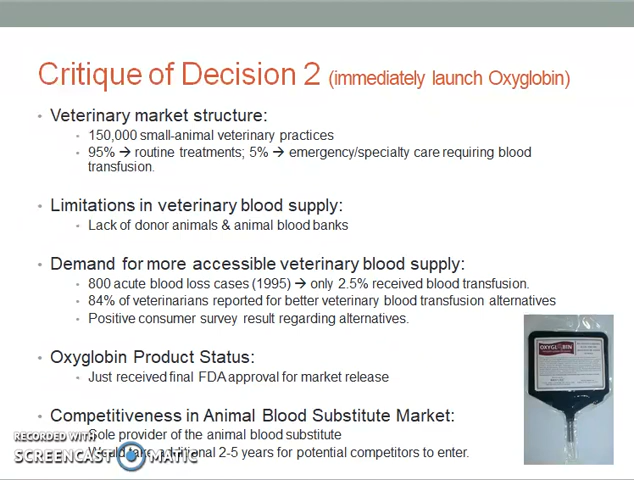 Critique of Decision 2 (immediately launch Oxyglobin)
• Veterinary market structure:
• 150,000 small-animal veterinary practices
• 95% → routine treatments; 5% → emergency/specialty care requiring blood
transfusion.
• Limitations in veterinary blood supply:
• Lack of donor animals & animal blood banks
• Demand for more accessible veterinary blood supply:
• 800 acute blood loss cases (1995) → only 2.5% received blood transfusion.
• 84% of veterinarians reported for better veterinary blood transfusion alternatives
• Positive consumer survey result regarding alternatives.
OXYGLOBIN
• Oxyglobin Product Status:
• Just received final FDA approval for market release
• Competitiveness in Animal Blood Substitute Market:
Sole provider of the animal blood substitute
Would take additional 2-5 years for potential competitors to enter.
RECORDED WITH
SCREENCAST MATIC